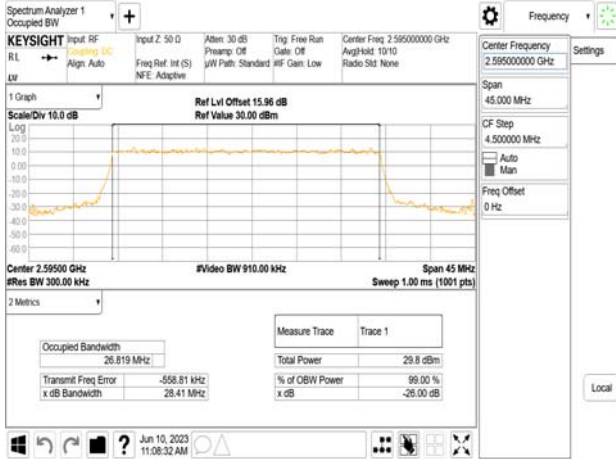 Spectrum Analyzer 1
Occupied BW
Frequency
KEYSIGHT
RL
Input: RF
Coupling: DC
Align: Auto
Input Z: 50 Ω
Freq Ref: Int (S)
NFE: Adaptive
Atten: 30 dB
Preamp: Off
µW Path: Standard
Trig: Free Run
Gate: Off
#IF Gain: Low
Center Freq: 2.595000000 GHz
Avg|Hold: 10/10
Radio Std: None
1 Graph
Scale/Div 10.0 dB
Ref Lvl Offset 15.96 dB
Ref Value 30.00 dBm
Log
20.0
10.0
0.00
-10.0
-20.0
-30.0
-40.0
-50.0
-60.0
Center 2.59500 GHz
#Res BW 300.00 kHz
#Video BW 910.00 kHz
Span 45 MHz
Sweep 1.00 ms (1001 pts)
2 Metrics
Measure Trace Trace 1
Occupied Bandwidth
26.819 MHz
Total Power 29.8 dBm
Transmit Freq Error -558.81 kHz
% of OBW Power 99.00 %
x dB Bandwidth 28.41 MHz
x dB -26.00 dB
Jun 10, 2023
11:08:32 AM
Center Frequency
2.595000000 GHz
Span
45.000 MHz
CF Step
4.500000 MHz
Auto
Man
Freq Offset
0 Hz
Settings
Local